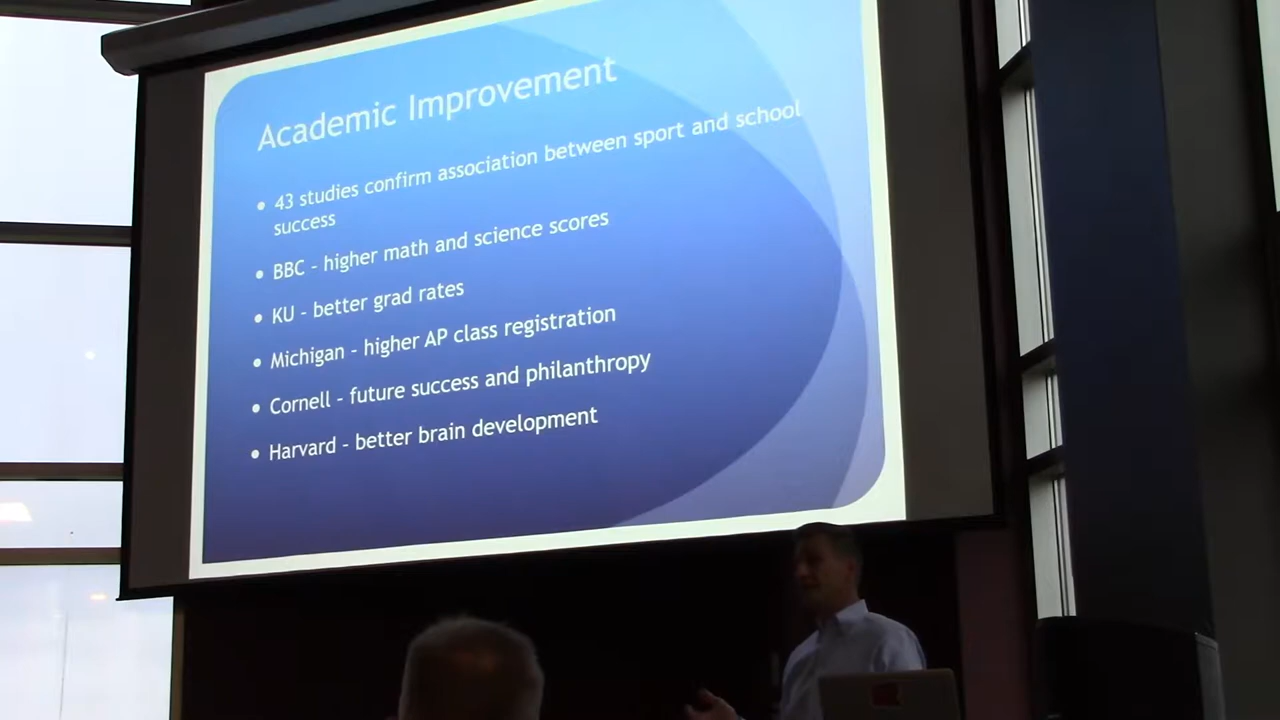 Academic Improvement
• 43 studies confirm association between sport and school
success
• BBC – higher math and science scores
• KU – better grad rates
• Michigan – higher AP class registration
• Cornell – future success and philanthropy
• Harvard – better brain development